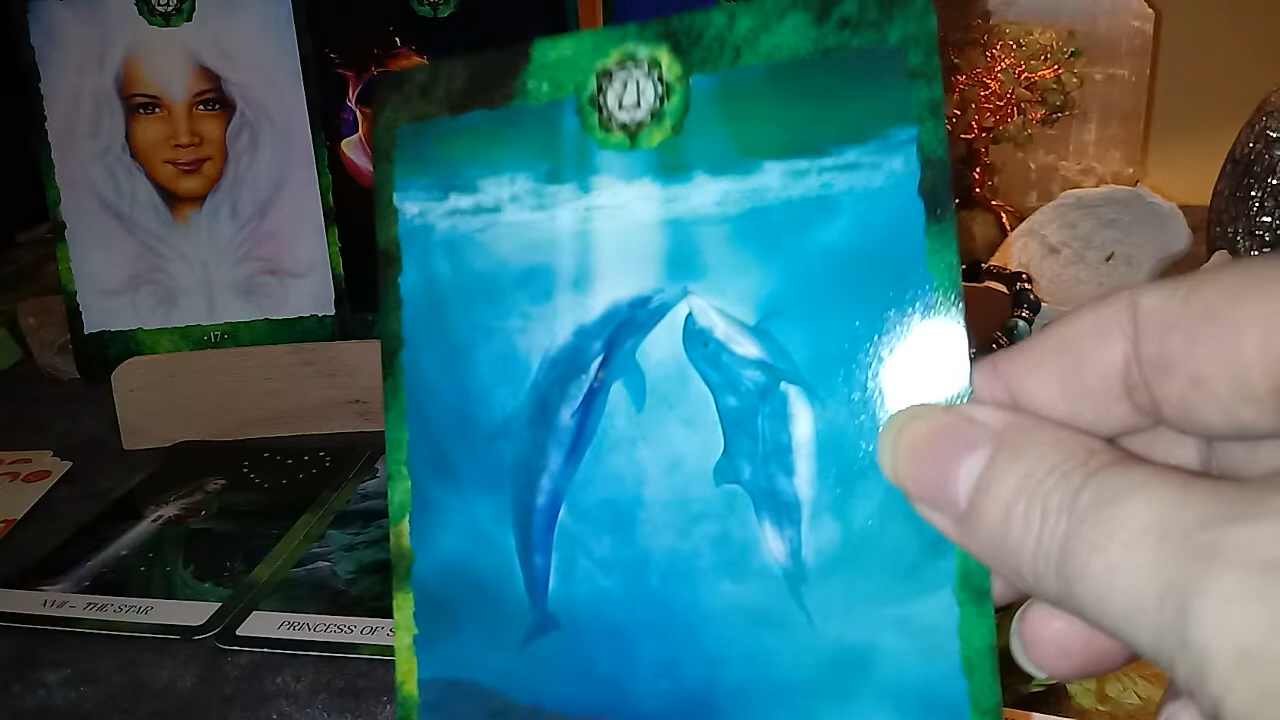 ·17·
XVII – THE STAR
PRINCESS OF S